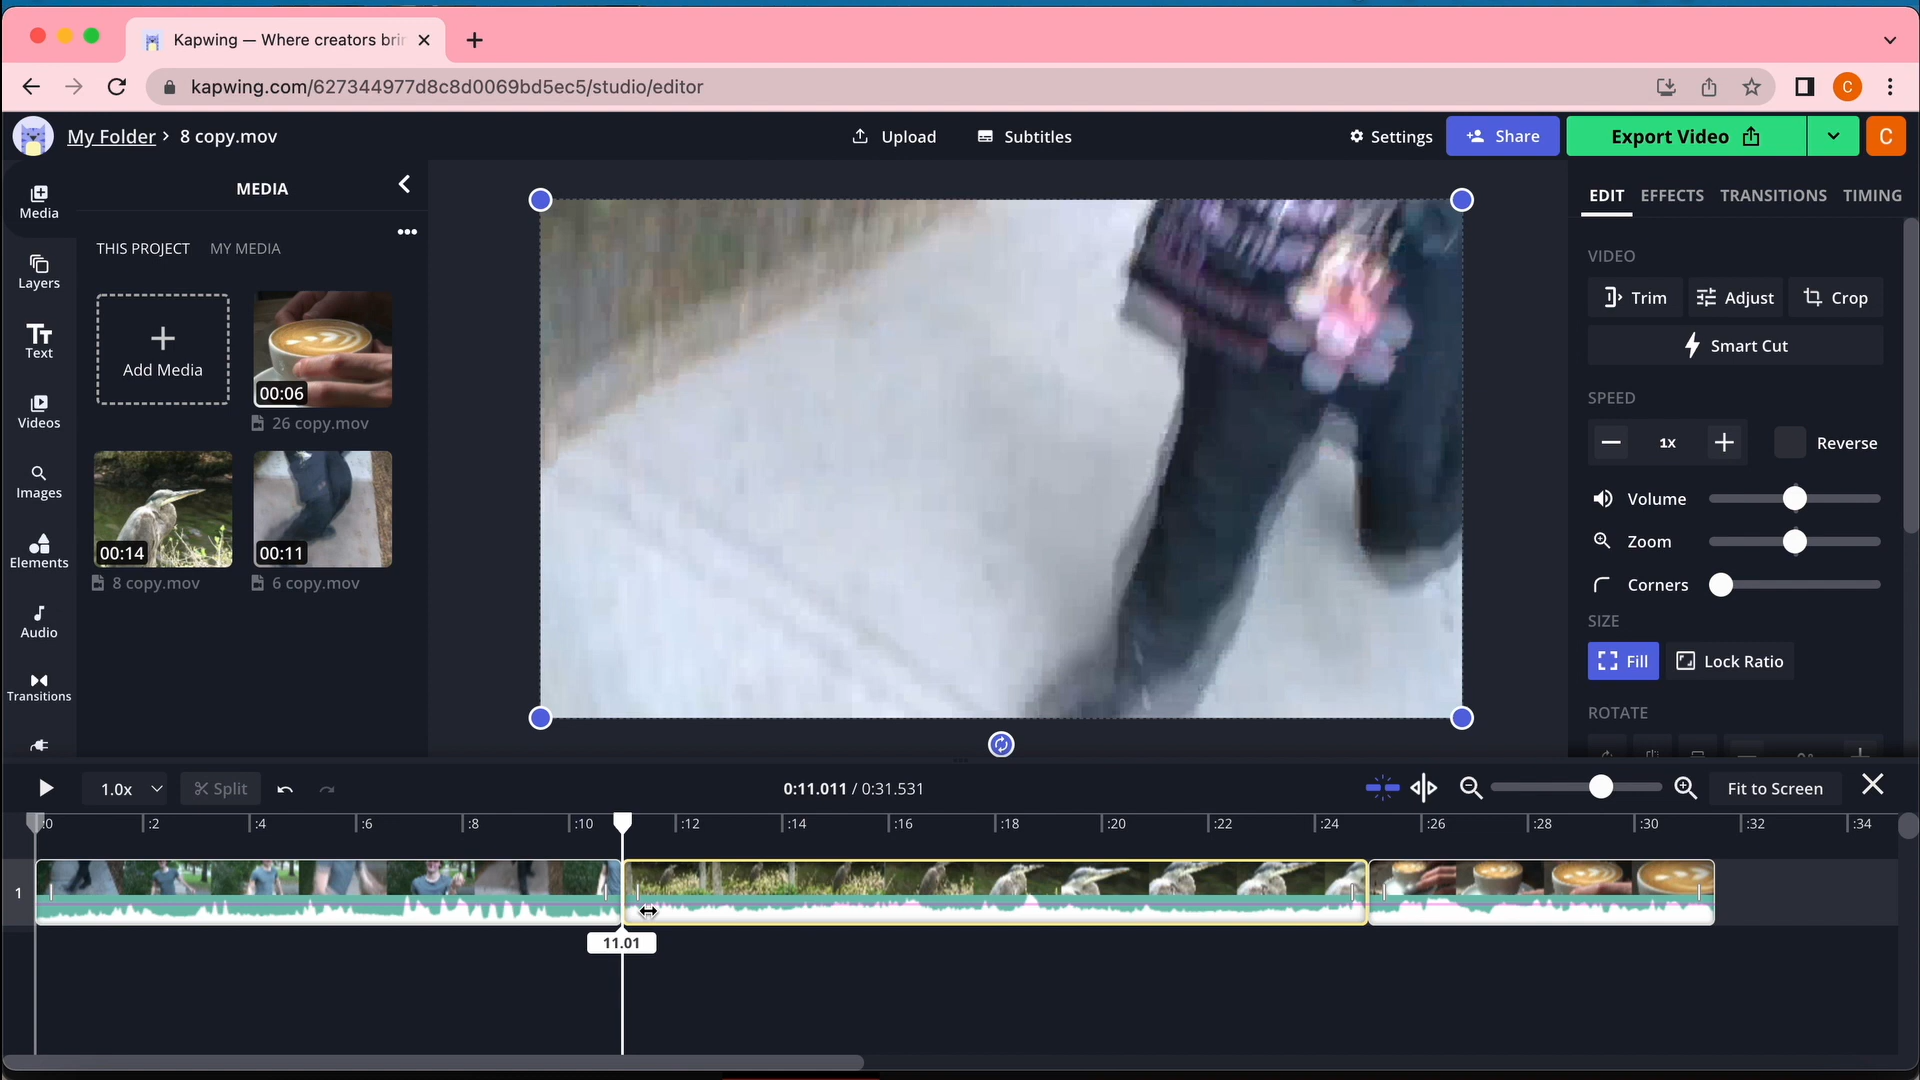 Kapwing — Where creators brin
kapwing.com/627344977d8c8d0069bd5ec5/studio/editor
C
My Folder > 8 copy.mov
Upload
Subtitles
Settings
Share
Export Video
C
Media
Layers
Text
Videos
Images
Elements
Audio
Transitions
MEDIA
THIS PROJECT
MY MEDIA
Add Media
00:06
26 copy.mov
00:14
8 copy.mov
00:11
6 copy.mov
EDIT
EFFECTS
TRANSITIONS
TIMING
VIDEO
Trim
Adjust
Crop
Smart Cut
SPEED
1x
Reverse
Volume
Zoom
Corners
SIZE
Fill
Lock Ratio
ROTATE
1.0x
Split
0:11.011 / 0:31.531
Fit to Screen
:0 :2 :4 :6 :8 :10 :12 :14 :16 :18 :20 :22 :24 :26 :28 :30 :32 :34
1
11.01